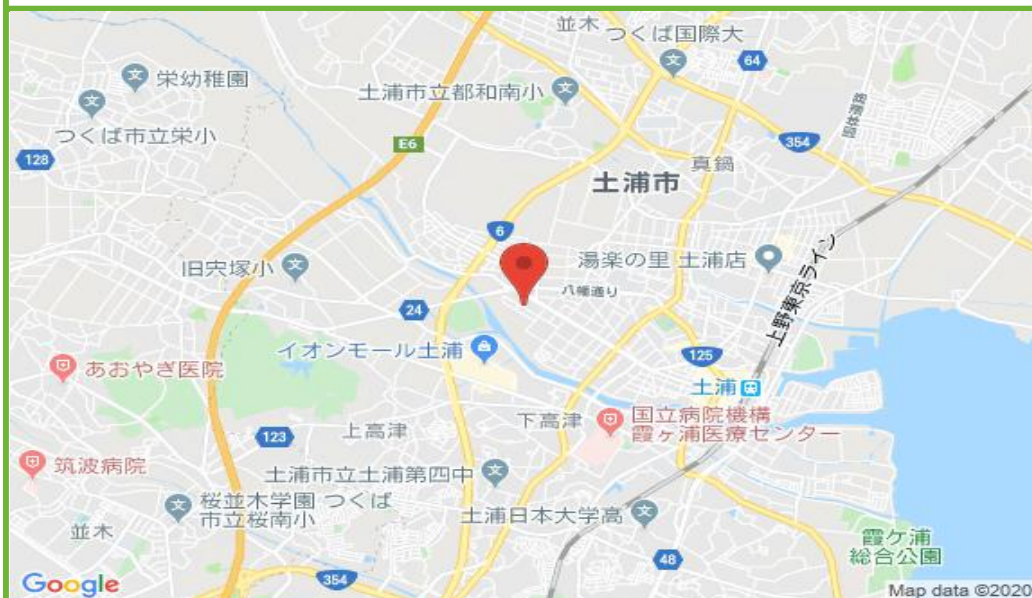 並木
つくば国際大
64
栄幼稚園
土浦市立都和南小
つくば市立栄小
E6
128
354
真鍋
土浦市
6
湯楽の里 土浦店
旧宍塚小
八幡通り
上野東京ライン
24
イオンモール土浦
125
あおやぎ医院
土浦
国立病院機構
霞ヶ浦医療センター
下高津
上高津
123
筑波病院
土浦市立土浦第四中
桜並木学園 つくば
市立桜南小
土浦日本大学高
並木
霞ケ浦
総合公園
48
354
Google
Map data ©2020